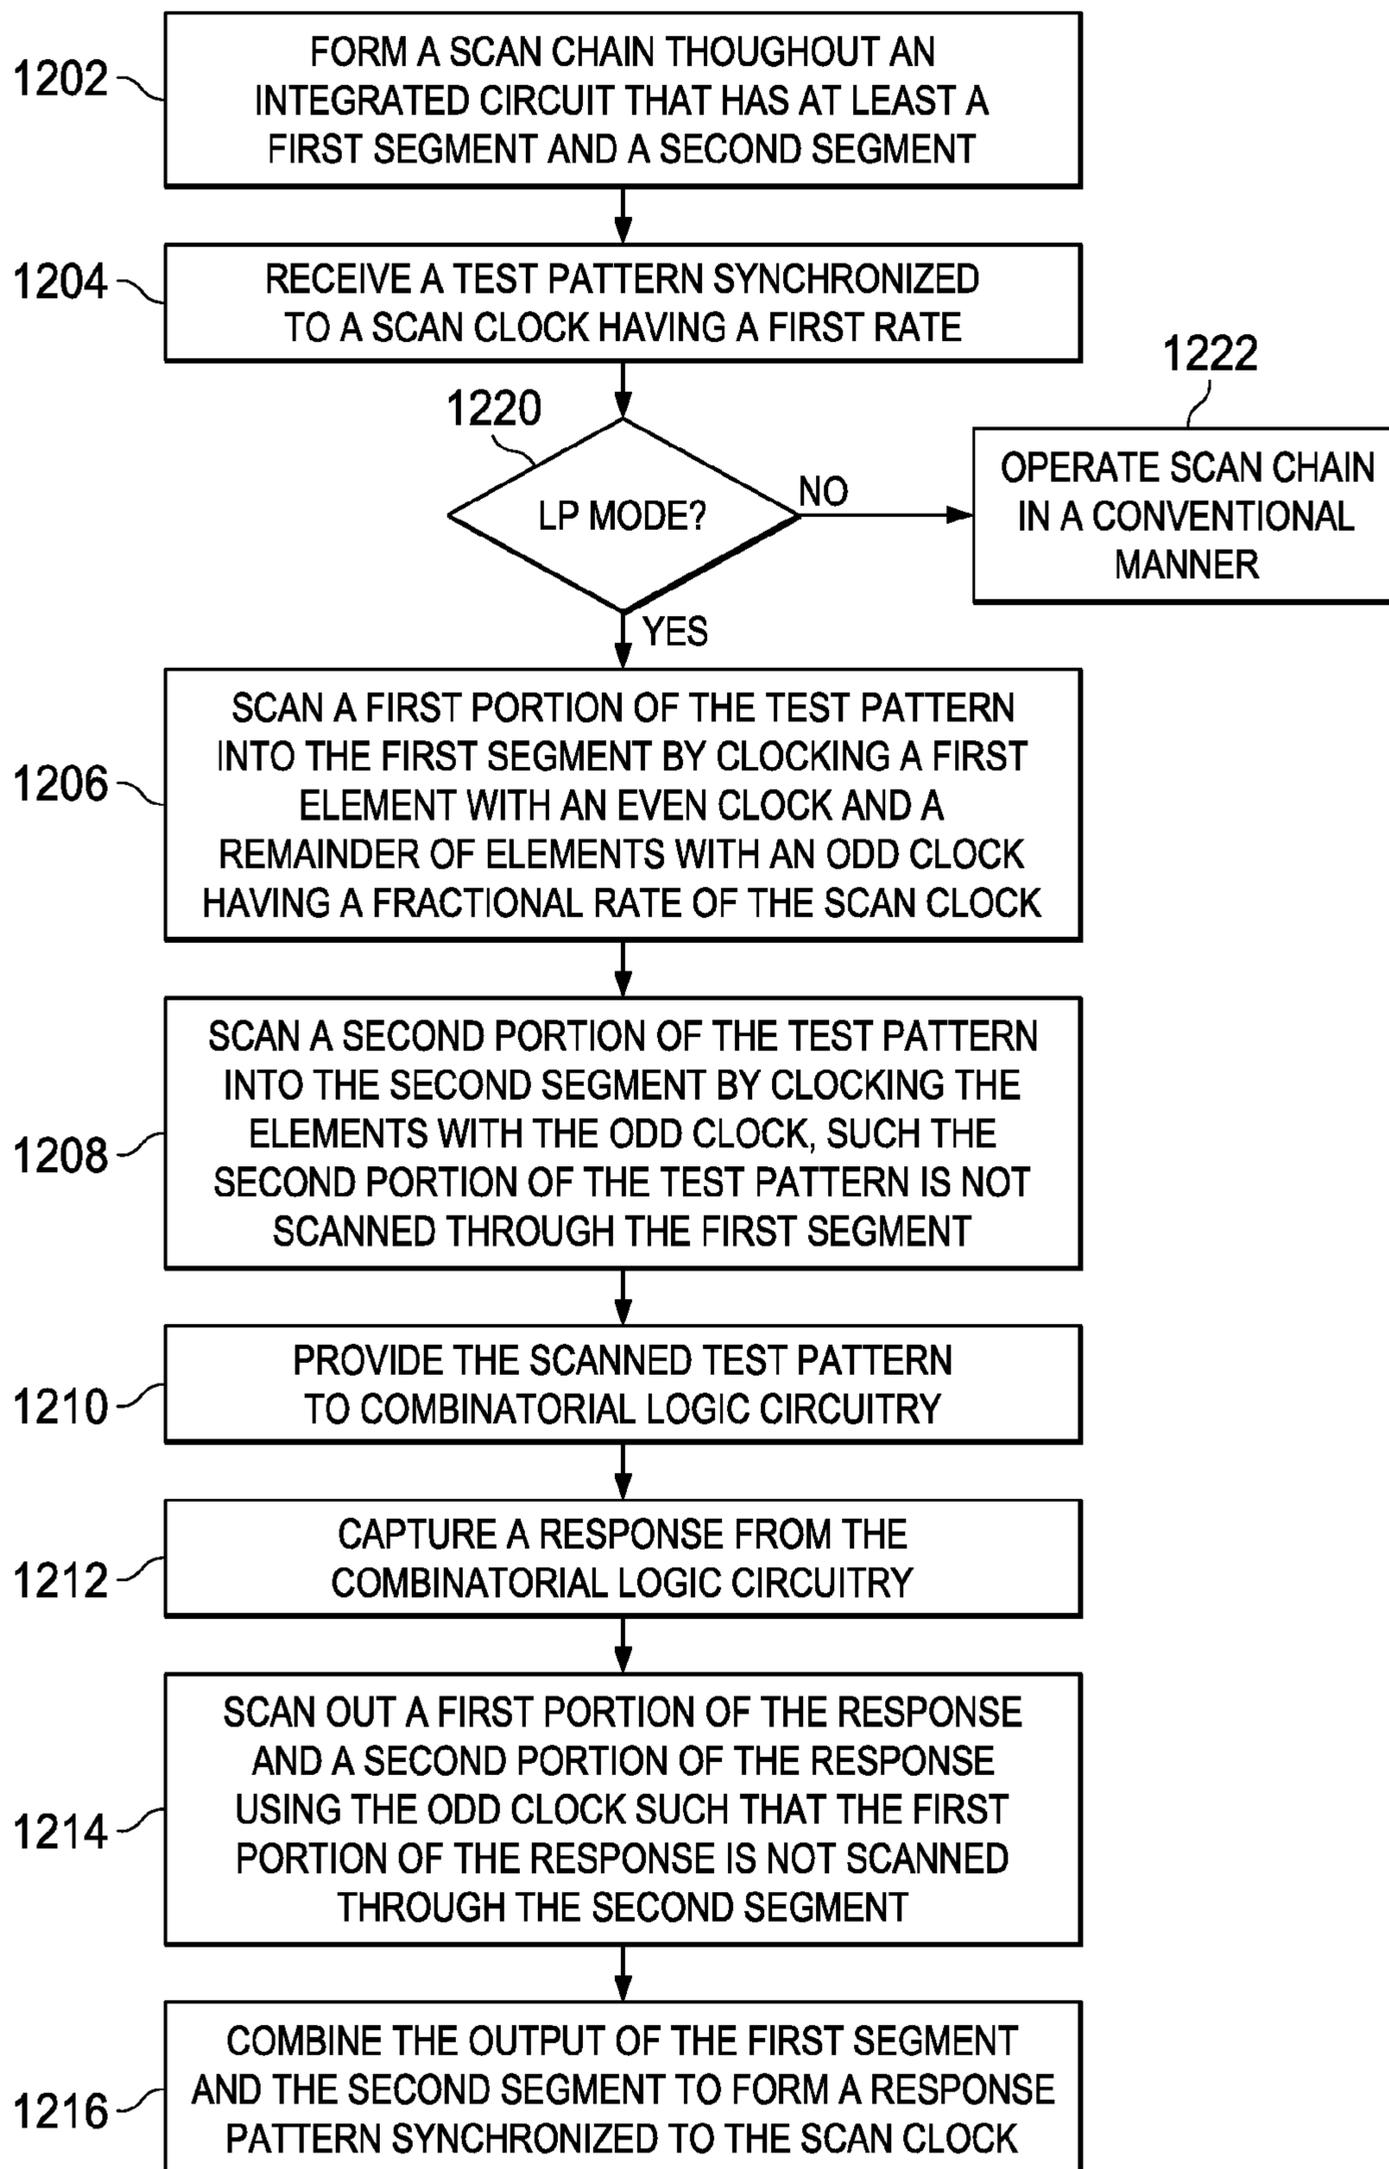 1202
FORM A SCAN CHAIN THOUGHOUT AN
INTEGRATED CIRCUIT THAT HAS AT LEAST A
FIRST SEGMENT AND A SECOND SEGMENT
1204
RECEIVE A TEST PATTERN SYNCHRONIZED
TO A SCAN CLOCK HAVING A FIRST RATE
1220
LP MODE?
NO
1222
OPERATE SCAN CHAIN
IN A CONVENTIONAL
MANNER
YES
1206
SCAN A FIRST PORTION OF THE TEST PATTERN
INTO THE FIRST SEGMENT BY CLOCKING A FIRST
ELEMENT WITH AN EVEN CLOCK AND A
REMAINDER OF ELEMENTS WITH AN ODD CLOCK
HAVING A FRACTIONAL RATE OF THE SCAN CLOCK
1208
SCAN A SECOND PORTION OF THE TEST PATTERN
INTO THE SECOND SEGMENT BY CLOCKING THE
ELEMENTS WITH THE ODD CLOCK, SUCH THE
SECOND PORTION OF THE TEST PATTERN IS NOT
SCANNED THROUGH THE FIRST SEGMENT
1210
PROVIDE THE SCANNED TEST PATTERN
TO COMBINATORIAL LOGIC CIRCUITRY
1212
CAPTURE A RESPONSE FROM THE
COMBINATORIAL LOGIC CIRCUITRY
1214
SCAN OUT A FIRST PORTION OF THE RESPONSE
AND A SECOND PORTION OF THE RESPONSE
USING THE ODD CLOCK SUCH THAT THE FIRST
PORTION OF THE RESPONSE IS NOT SCANNED
THROUGH THE SECOND SEGMENT
1216
COMBINE THE OUTPUT OF THE FIRST SEGMENT
AND THE SECOND SEGMENT TO FORM A RESPONSE
PATTERN SYNCHRONIZED TO THE SCAN CLOCK